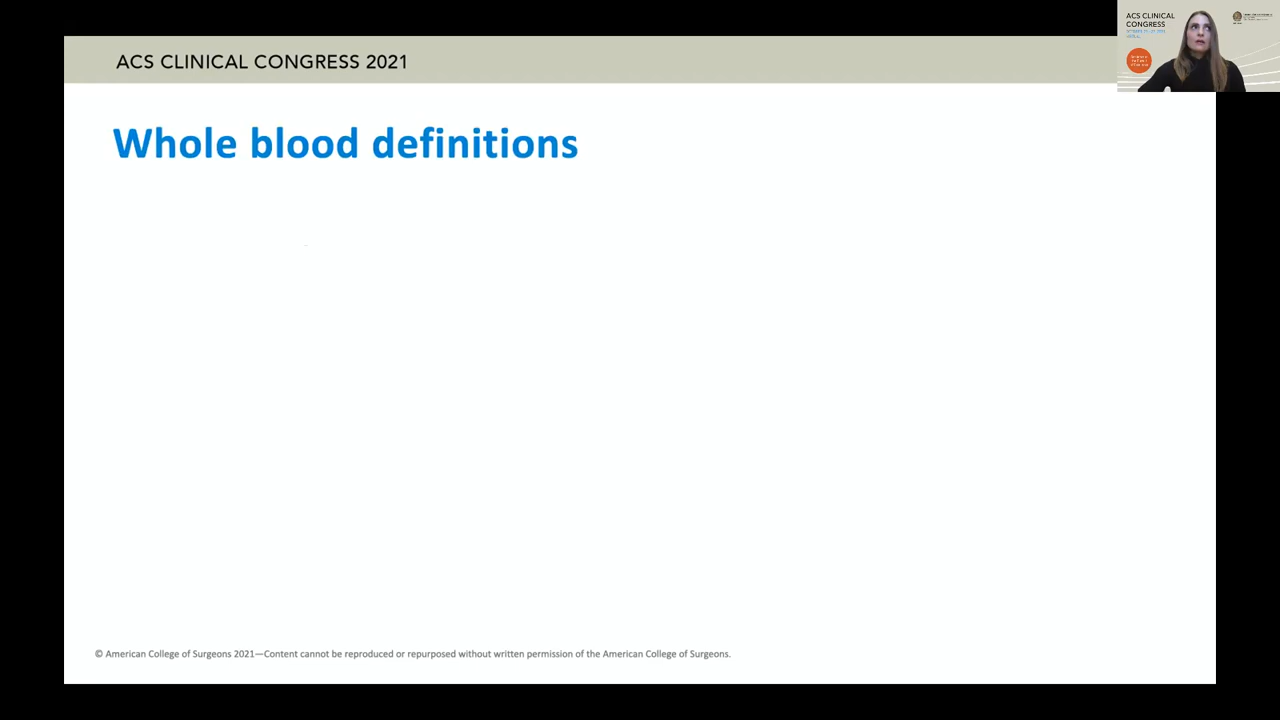 ACS CLINICAL CONGRESS 2021
ACS CLINICAL
CONGRESS
Whole blood definitions
© American College of Surgeons 2021—Content cannot be reproduced or repurposed without written permission of the American College of Surgeons.